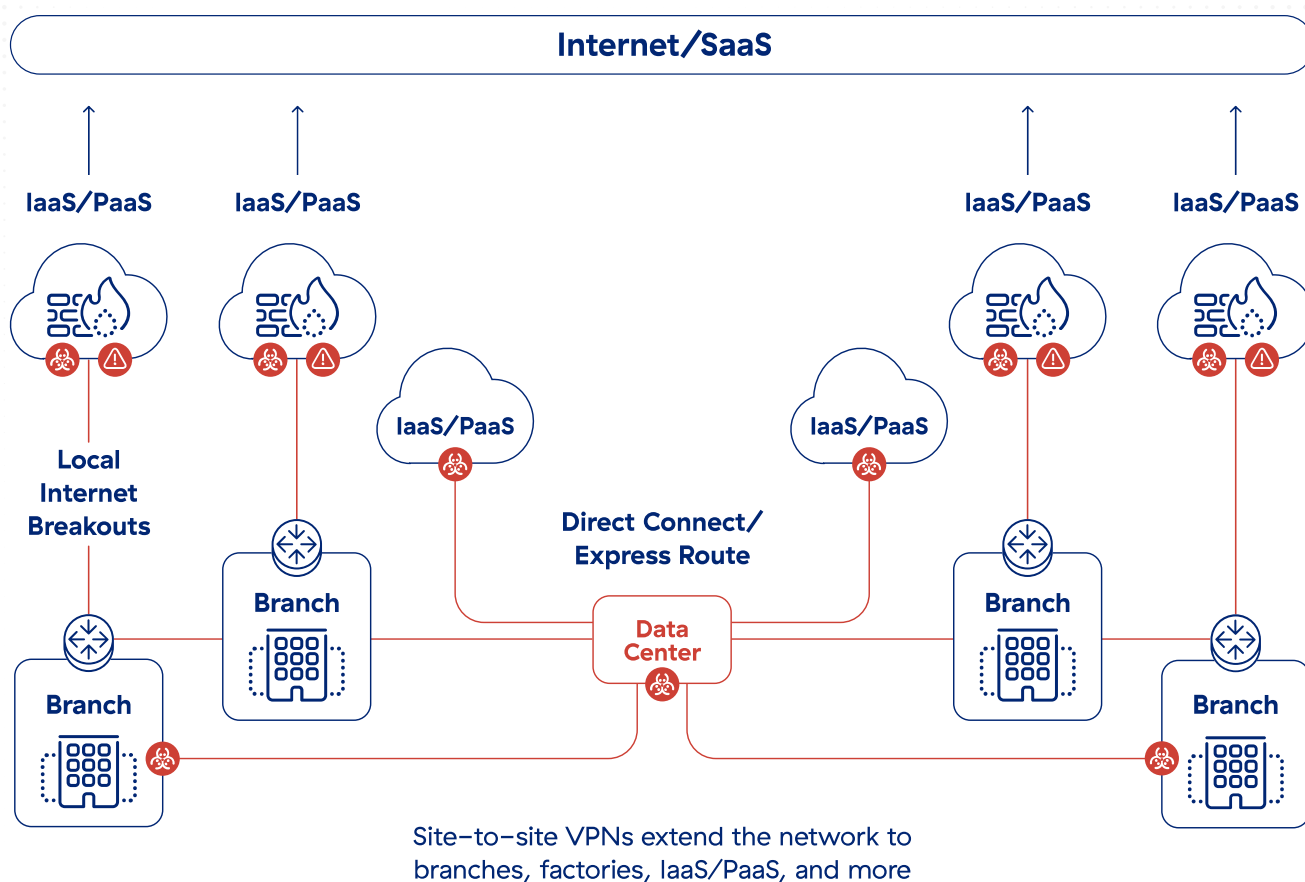 Internet/SaaS
IaaS/PaaS
IaaS/PaaS
IaaS/PaaS
IaaS/PaaS
IaaS/PaaS
IaaS/PaaS
Local
Internet
Breakouts
Direct Connect/
Express Route
Branch
Branch
Data
Center
Branch
Branch
Site-to-site VPNs extend the network to
branches, factories, IaaS/PaaS, and more